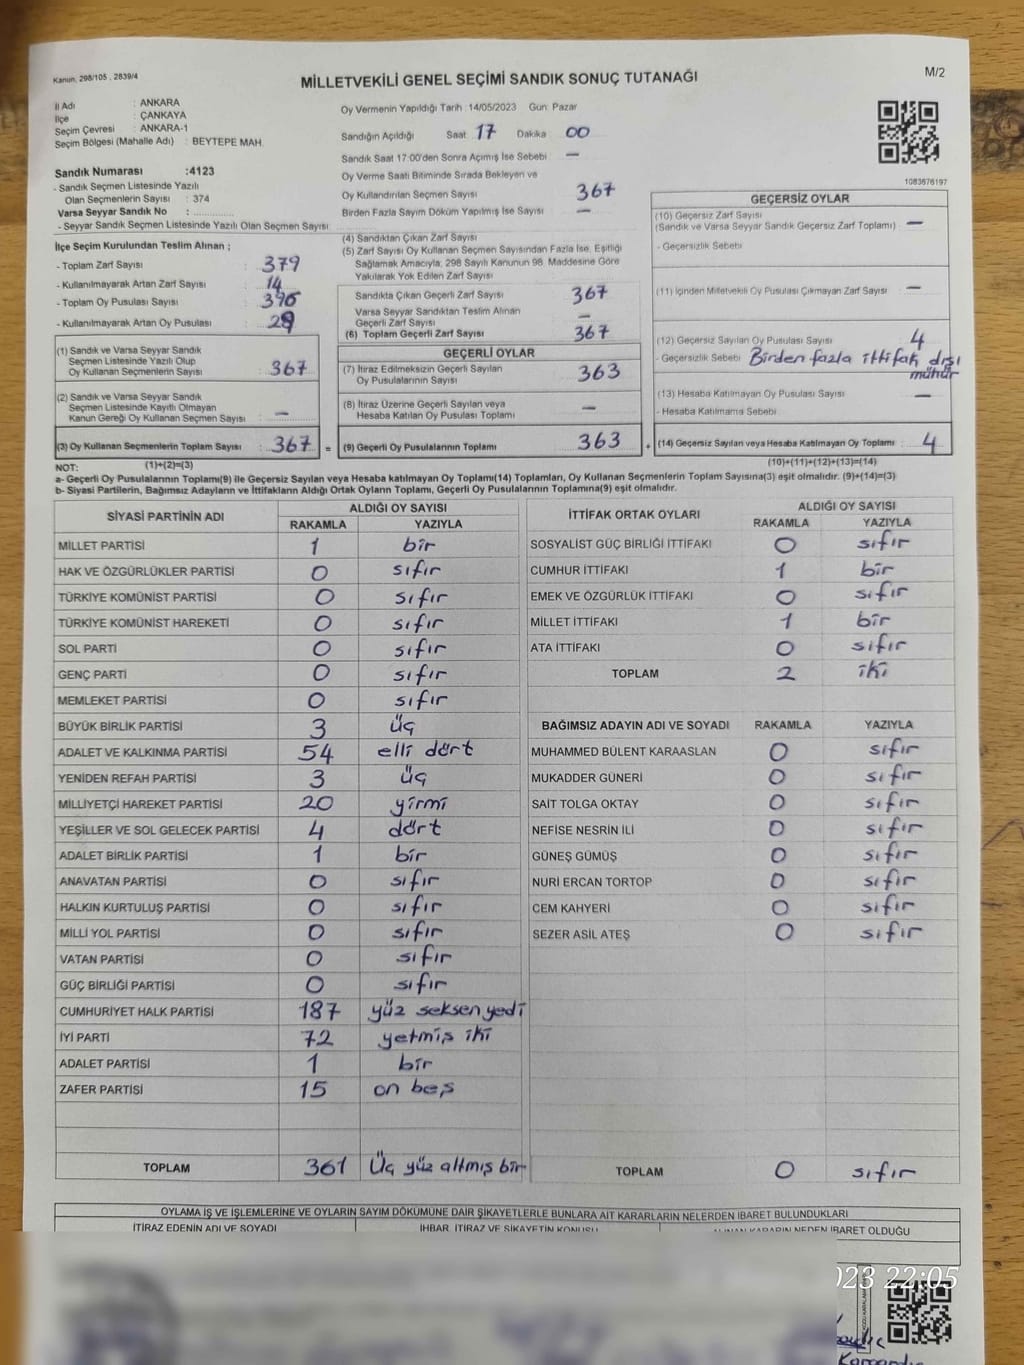 Kanun, 298/105 , 2839/4
MİLLETVEKİLİ GENEL SEÇİMİ SANDIK SONUÇ TUTANAĞI
M/2
İl Adı : ANKARA
İlçe : ÇANKAYA
Seçim Çevresi : ANKARA-1
Seçim Bölgesi (Mahalle Adı) : BEYTEPE MAH.
Oy Vermenin Yapıldığı Tarih :14/05/2023 Gün: Pazar
Sandığın Açıldığı Saat 17 Dakika 00
Sandık Saat 17:00'den Sonra Açımış İse Sebebi —
Oy Verme Saati Bitiminde Sırada Bekleyen ve
Oy Kullandırılan Seçmen Sayısı 367
Birden Fazla Sayım Döküm Yapılmış İse Sayısı —
1083676197
Sandık Numarası :4123
- Sandık Seçmen Listesinde Yazılı
Olan Seçmenlerin Sayısı : 374
Varsa Seyyar Sandık No : ..............
- Seyyar Sandık Seçmen Listesinde Yazılı Olan Seçmen Sayısı
İlçe Seçim Kurulundan Teslim Alınan ;
- Toplam Zarf Sayısı : 379
- Kullanılmayarak Artan Zarf Sayısı : 14
- Toplam Oy Pusulası Sayısı :
- Kullanılmayarak Artan Oy Pusulası :
(1) Sandık ve Varsa Seyyar Sandık
Seçmen Listesinde Yazılı Olup
Oy Kullanan Seçmenlerin Sayısı : 367
(2) Sandık ve Varsa Seyyar Sandık
Seçmen Listesinde Kayıtlı Olmayan
Kanun Gereği Oy Kullanan Seçmen Sayısı : —
(3) Oy Kullanan Seçmenlerin Toplam Sayısı : 367 =
(1)+(2)=(3)
(4) Sandıktan Çıkan Zarf Sayısı
(5) Zarf Sayısı Oy Kullanan Seçmen Sayısından Fazla İse, Eşitliği
Sağlamak Amacıyla, 298 Sayılı Kanunun 98. Maddesine Göre
Yakılarak Yok Edilen Zarf Sayısı
Sandıkta Çıkan Geçerli Zarf Sayısı 367
Varsa Seyyar Sandıktan Teslim Alınan
Geçerli Zarf Sayısı —
(6) Toplam Geçerli Zarf Sayısı 367
GEÇERLİ OYLAR
(7) İtiraz Edilmeksizin Geçerli Sayılan
Oy Pusulalarının Sayısı 363
(8) İtiraz Üzerine Geçerli Sayılan veya
Hesaba Katılan Oy Pusulası Toplamı —
(9) Geçerli Oy Pusulalarının Toplamı 363 +
GEÇERSİZ OYLAR
(10) Geçersiz Zarf Sayısı
(Sandık ve Varsa Seyyar Sandık Geçersiz Zarf Toplamı) —
- Geçersizlik Sebebi
(11) İçinden Milletvekili Oy Pusulası Çıkmayan Zarf Sayısı —
(12) Geçersiz Sayılan Oy Pusulası Sayısı 4
- Geçersizlik Sebebi Birden fazla ittifak dışı
mühür
(13) Hesaba Katılmayan Oy Pusulası Sayısı —
- Hesaba Katılmama Sebebi
(14) Geçersiz Sayılan veya Hesaba Katılmayan Oy Toplamı : 4
(10)+(11)+(12)+(13)=(14)
NOT:
a- Geçerli Oy Pusulalarının Toplamı(9) ile Geçersiz Sayılan veya Hesaba katılmayan Oy Toplamı(14) Toplamları, Oy Kullanan Seçmenlerin Toplam Sayısına(3) eşit olmalıdır. (9)+(14)=(3)
b- Siyasi Partilerin, Bağımsız Adayların ve İttifakların Aldığı Ortak Oyların Toplamı, Geçerli Oy Pusulalarının Toplamına(9) eşit olmalıdır.
SİYASİ PARTİNİN ADI ALDIĞI OY SAYISI
RAKAMLA YAZIYLA
MİLLET PARTİSİ 1 bir
HAK VE ÖZGÜRLÜKLER PARTİSİ 0 sıfır
TÜRKİYE KOMÜNİST PARTİSİ 0 sıfır
TÜRKİYE KOMÜNİST HAREKETİ 0 sıfır
SOL PARTİ 0 sıfır
GENÇ PARTİ 0 sıfır
MEMLEKET PARTİSİ 0 sıfır
BÜYÜK BİRLİK PARTİSİ 3 üç
ADALET VE KALKINMA PARTİSİ 54 elli dört
YENİDEN REFAH PARTİSİ 3 üç
MİLLİYETÇİ HAREKET PARTİSİ 20 yirmi
YEŞİLLER VE SOL GELECEK PARTİSİ 4 dört
ADALET BİRLİK PARTİSİ 1 bir
ANAVATAN PARTİSİ 0 sıfır
HALKIN KURTULUŞ PARTİSİ 0 sıfır
MİLLİ YOL PARTİSİ 0 sıfır
VATAN PARTİSİ 0 sıfır
GÜÇ BİRLİĞİ PARTİSİ 0 sıfır
CUMHURİYET HALK PARTİSİ 187 yüz seksen yedi
İYİ PARTİ 72 yetmiş iki
ADALET PARTİSİ 1 bir
ZAFER PARTİSİ 15 on beş
TOPLAM 361 Üç yüz altmış bir
İTTİFAK ORTAK OYLARI ALDIĞI OY SAYISI
RAKAMLA YAZIYLA
SOSYALİST GÜÇ BİRLİĞİ İTTİFAKI 0 sıfır
CUMHUR İTTİFAKI 1 bir
EMEK VE ÖZGÜRLÜK İTTİFAKI 0 sıfır
MİLLET İTTİFAKI 1 bir
ATA İTTİFAKI 0 sıfır
TOPLAM 2 iki
BAĞIMSIZ ADAYIN ADI VE SOYADI RAKAMLA YAZIYLA
MUHAMMED BÜLENT KARAASLAN 0 sıfır
MUKADDER GÜNERİ 0 sıfır
SAİT TOLGA OKTAY 0 sıfır
NEFİSE NESRİN İLİ 0 sıfır
GÜNEŞ GÜMÜŞ 0 sıfır
NURİ ERCAN TORTOP 0 sıfır
CEM KAHYERİ 0 sıfır
SEZER ASİL ATEŞ 0 sıfır
TOPLAM 0 sıfır
OYLAMA İŞ VE İŞLEMLERİNE VE OYLARIN SAYIM DÖKÜMÜNE DAİR ŞİKAYETLERLE BUNLARA AİT KARARLARIN NELERDEN İBARET BULUNDUKLARI
İTİRAZ EDENİN ADI VE SOYADI İHBAR, İTİRAZ VE ŞİKAYETİN KONUSU ALINAN KARARIN NEDEN İBARET OLDUĞU
023 22:05